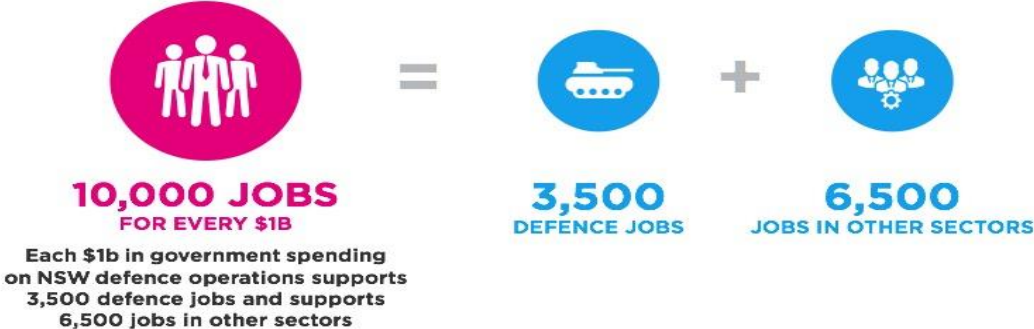 10,000 JOBS
FOR EVERY $1B
Each $1b in government spending
on NSW defence operations supports
3,500 defence jobs and supports
6,500 jobs in other sectors
=
3,500
DEFENCE JOBS
+
6,500
JOBS IN OTHER SECTORS